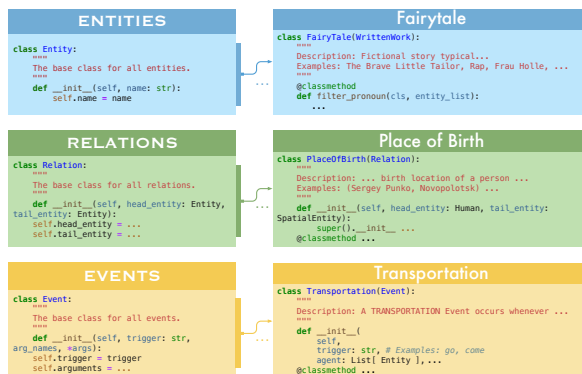 ENTITIES
class Entity:
"""
The base class for all entities.
"""
def __init__(self, name: str):
self.name = name
...
Fairytale
class FairyTale(WrittenWork):
"""
Description: Fictional story typical...
Examples: The Brave Little Tailor, Rap, Frau Holle, ...
"""
@classmethod
def filter_pronoun(cls, entity_list):
...
RELATIONS
class Relation:
"""
The base class for all relations.
"""
def __init__(self, head_entity: Entity,
tail_entity: Entity):
self.head_entity = ...
self.tail_entity = ...
...
Place of Birth
class PlaceOfBirth(Relation):
"""
Description: ... birth location of a person ...
Examples: (Sergey Punko, Novopolotsk) ...
"""
def __init__(self, head_entity: Human, tail_entity:
SpatialEntity):
super().__init__ ...
@classmethod ...
EVENTS
class Event:
"""
The base class for all events.
"""
def __init__(self, trigger: str,
arg_names, *args):
self.trigger = trigger
self.arguments = ...
...
Transportation
class Transportation(Event):
"""
Description: A TRANSPORTATION Event occurs whenever ...
"""
def __init__(
self,
trigger: str, # Examples: go, come
agent: List[ Entity ],...
@classmethod ...